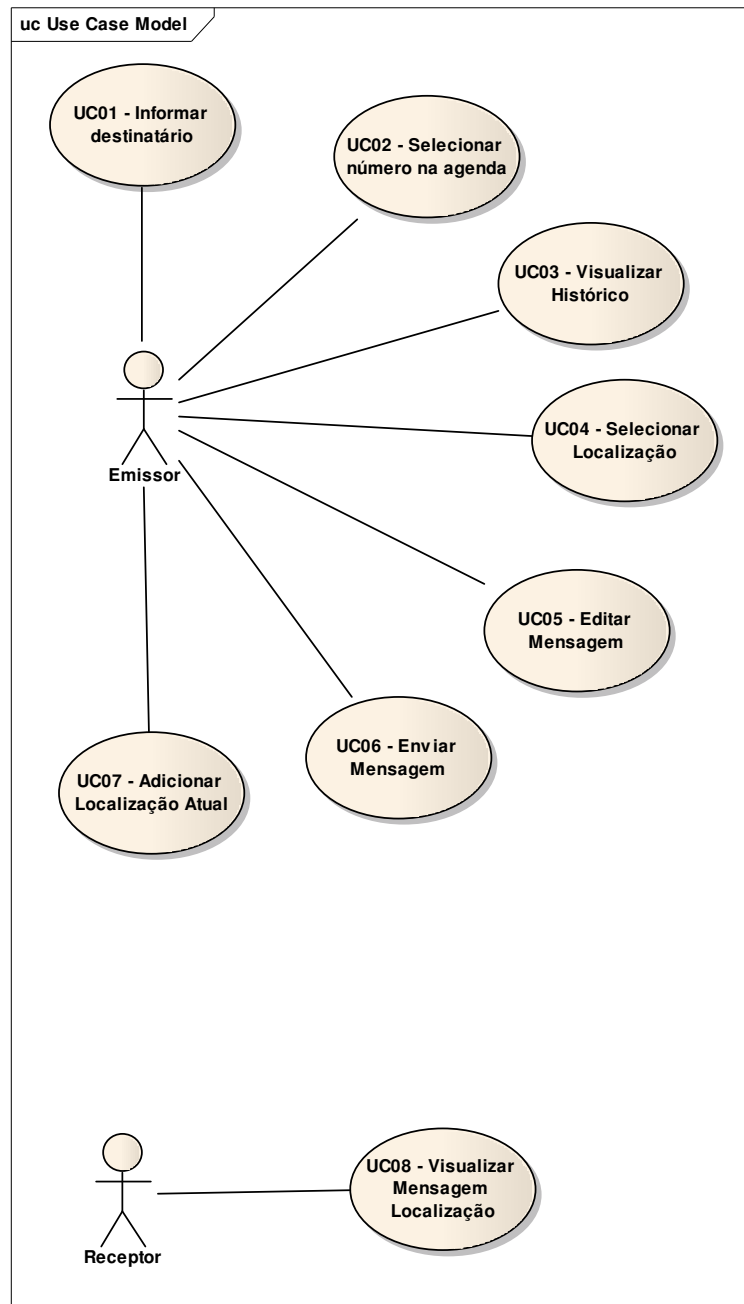 uc Use Case Model
UC01 - Informar
destinatário
UC02 - Selecionar
número na agenda
UC03 - Visualizar
Histórico
UC04 - Selecionar
Localização
Emissor
UC05 - Editar
Mensagem
UC06 - Enviar
Mensagem
UC07 - Adicionar
Localização Atual
UC08 - Visualizar
Mensagem
Localização
Receptor